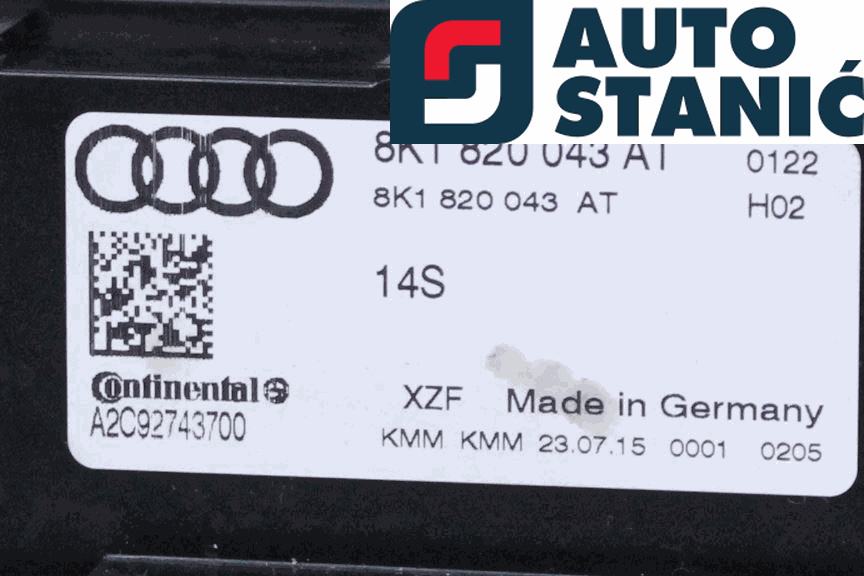 AUTO
STANIĆ
8K1 820 043 AT 0122
8K1 820 043 AT H02
14S
Continental
A2C92743700
XZF Made in Germany
KMM KMM 23.07.15 0001 0205